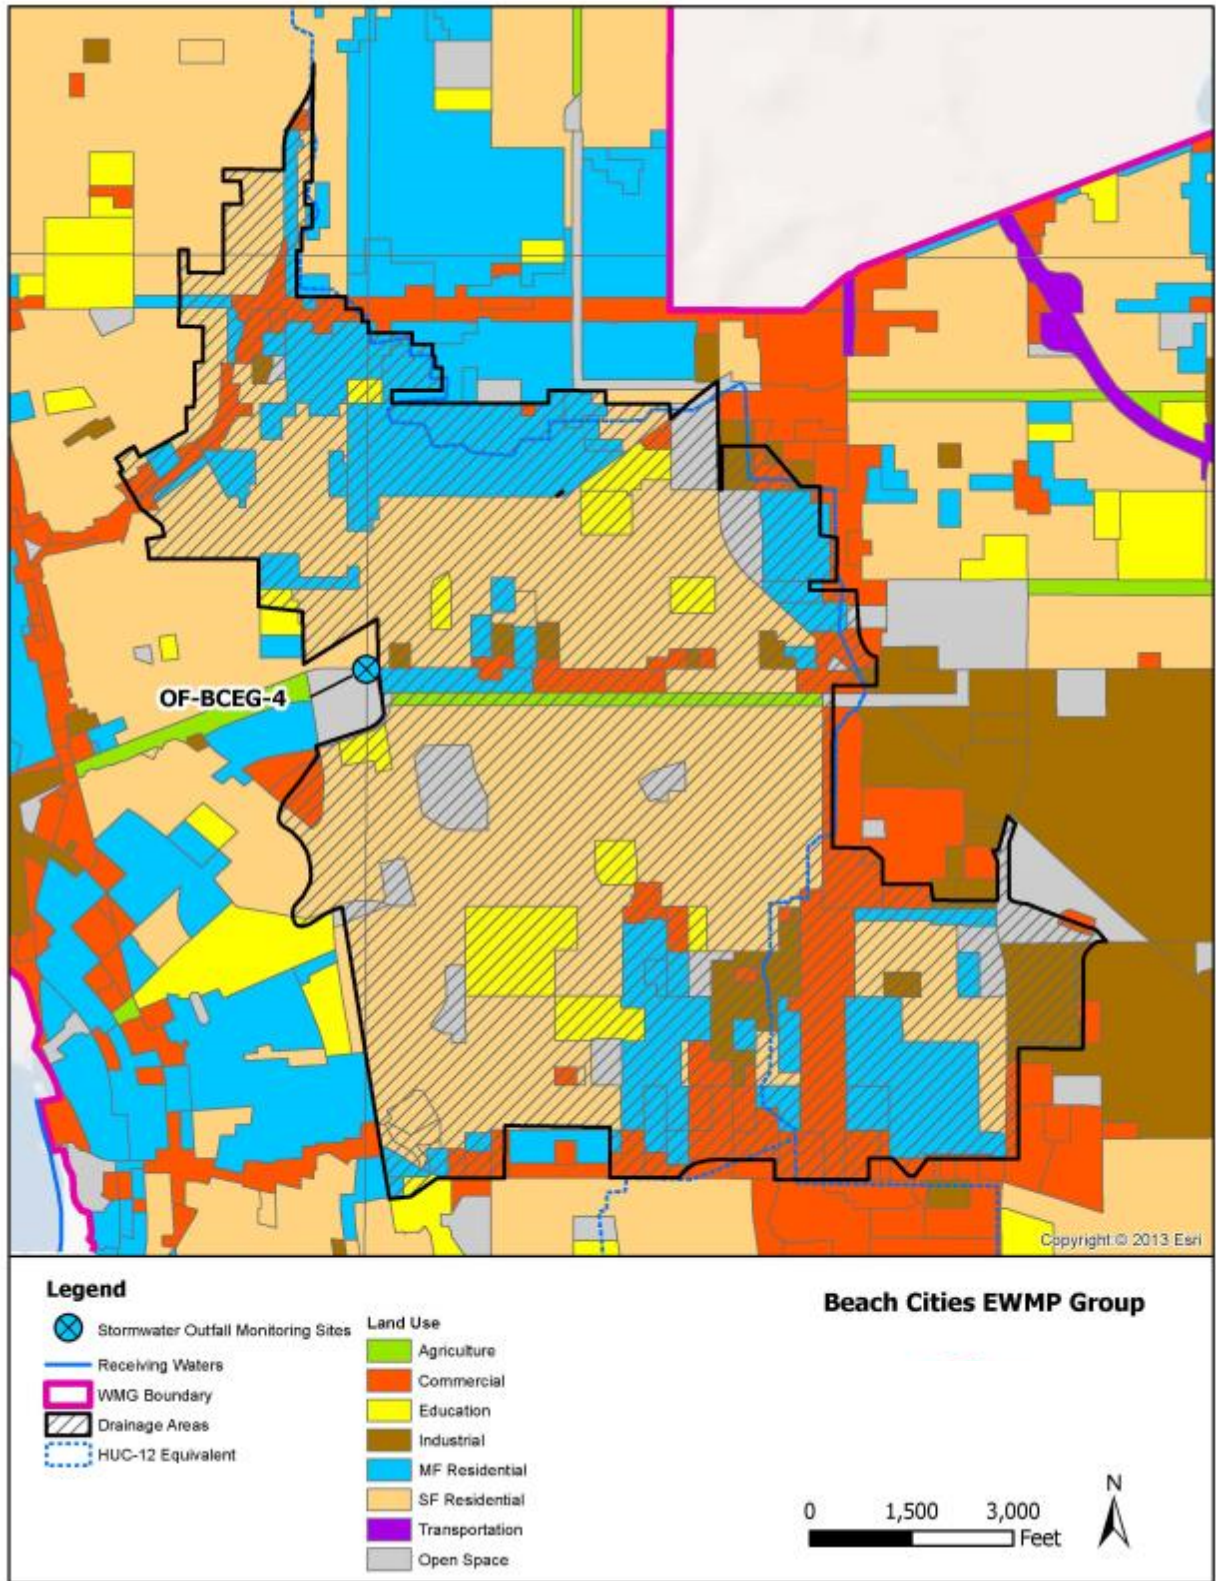 OF-BCEG-4
Copyright:© 2013 Esri
Legend
Stormwater Outfall Monitoring Sites
Receiving Waters
WMG Boundary
Drainage Areas
HUC-12 Equivalent
Land Use
Agriculture
Commercial
Education
Industrial
MF Residential
SF Residential
Transportation
Open Space
Beach Cities EWMP Group
0 1,500 3,000
Feet
N